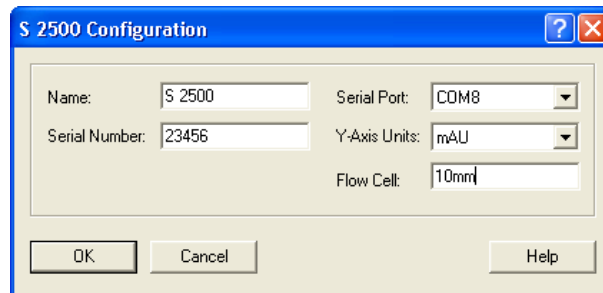 S 2500 Configuration
Name: S 2500 Serial Port: COM8
Serial Number: 23456 Y-Axis Units: mAU
Flow Cell: 10mm
OK Cancel Help